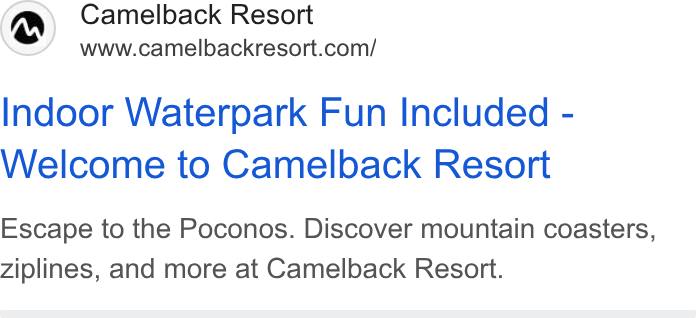 Camelback Resort
www.camelbackresort.com/
Indoor Waterpark Fun Included -
Welcome to Camelback Resort
Escape to the Poconos. Discover mountain coasters,
ziplines, and more at Camelback Resort.